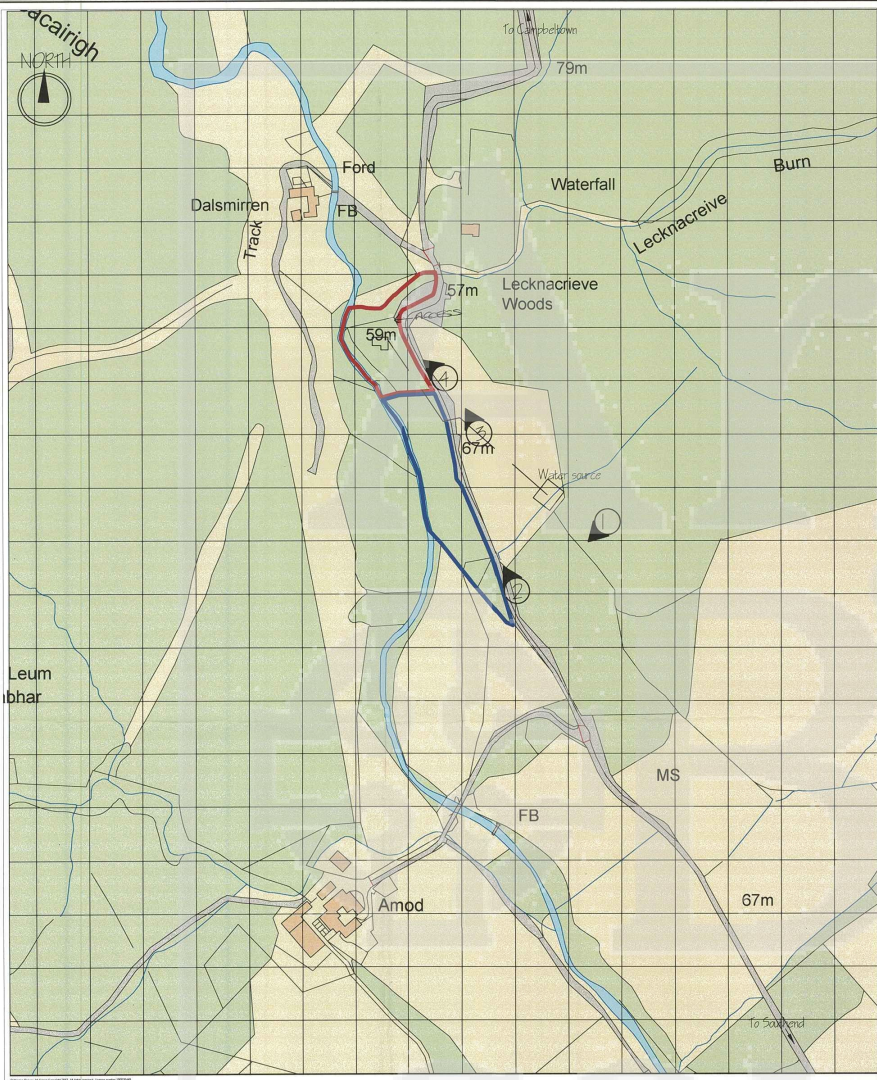 acairigh
NORTH
To Campbeltown
79m
Ford
Burn
Waterfall
Dalsmirren
FB
Track
Lecknacreive
57m
Lecknacrieve
Woods
ACCESS
59m
4
3
67m
Water source
1
2
Leum
bhar
MS
FB
Amod
67m
To Southend